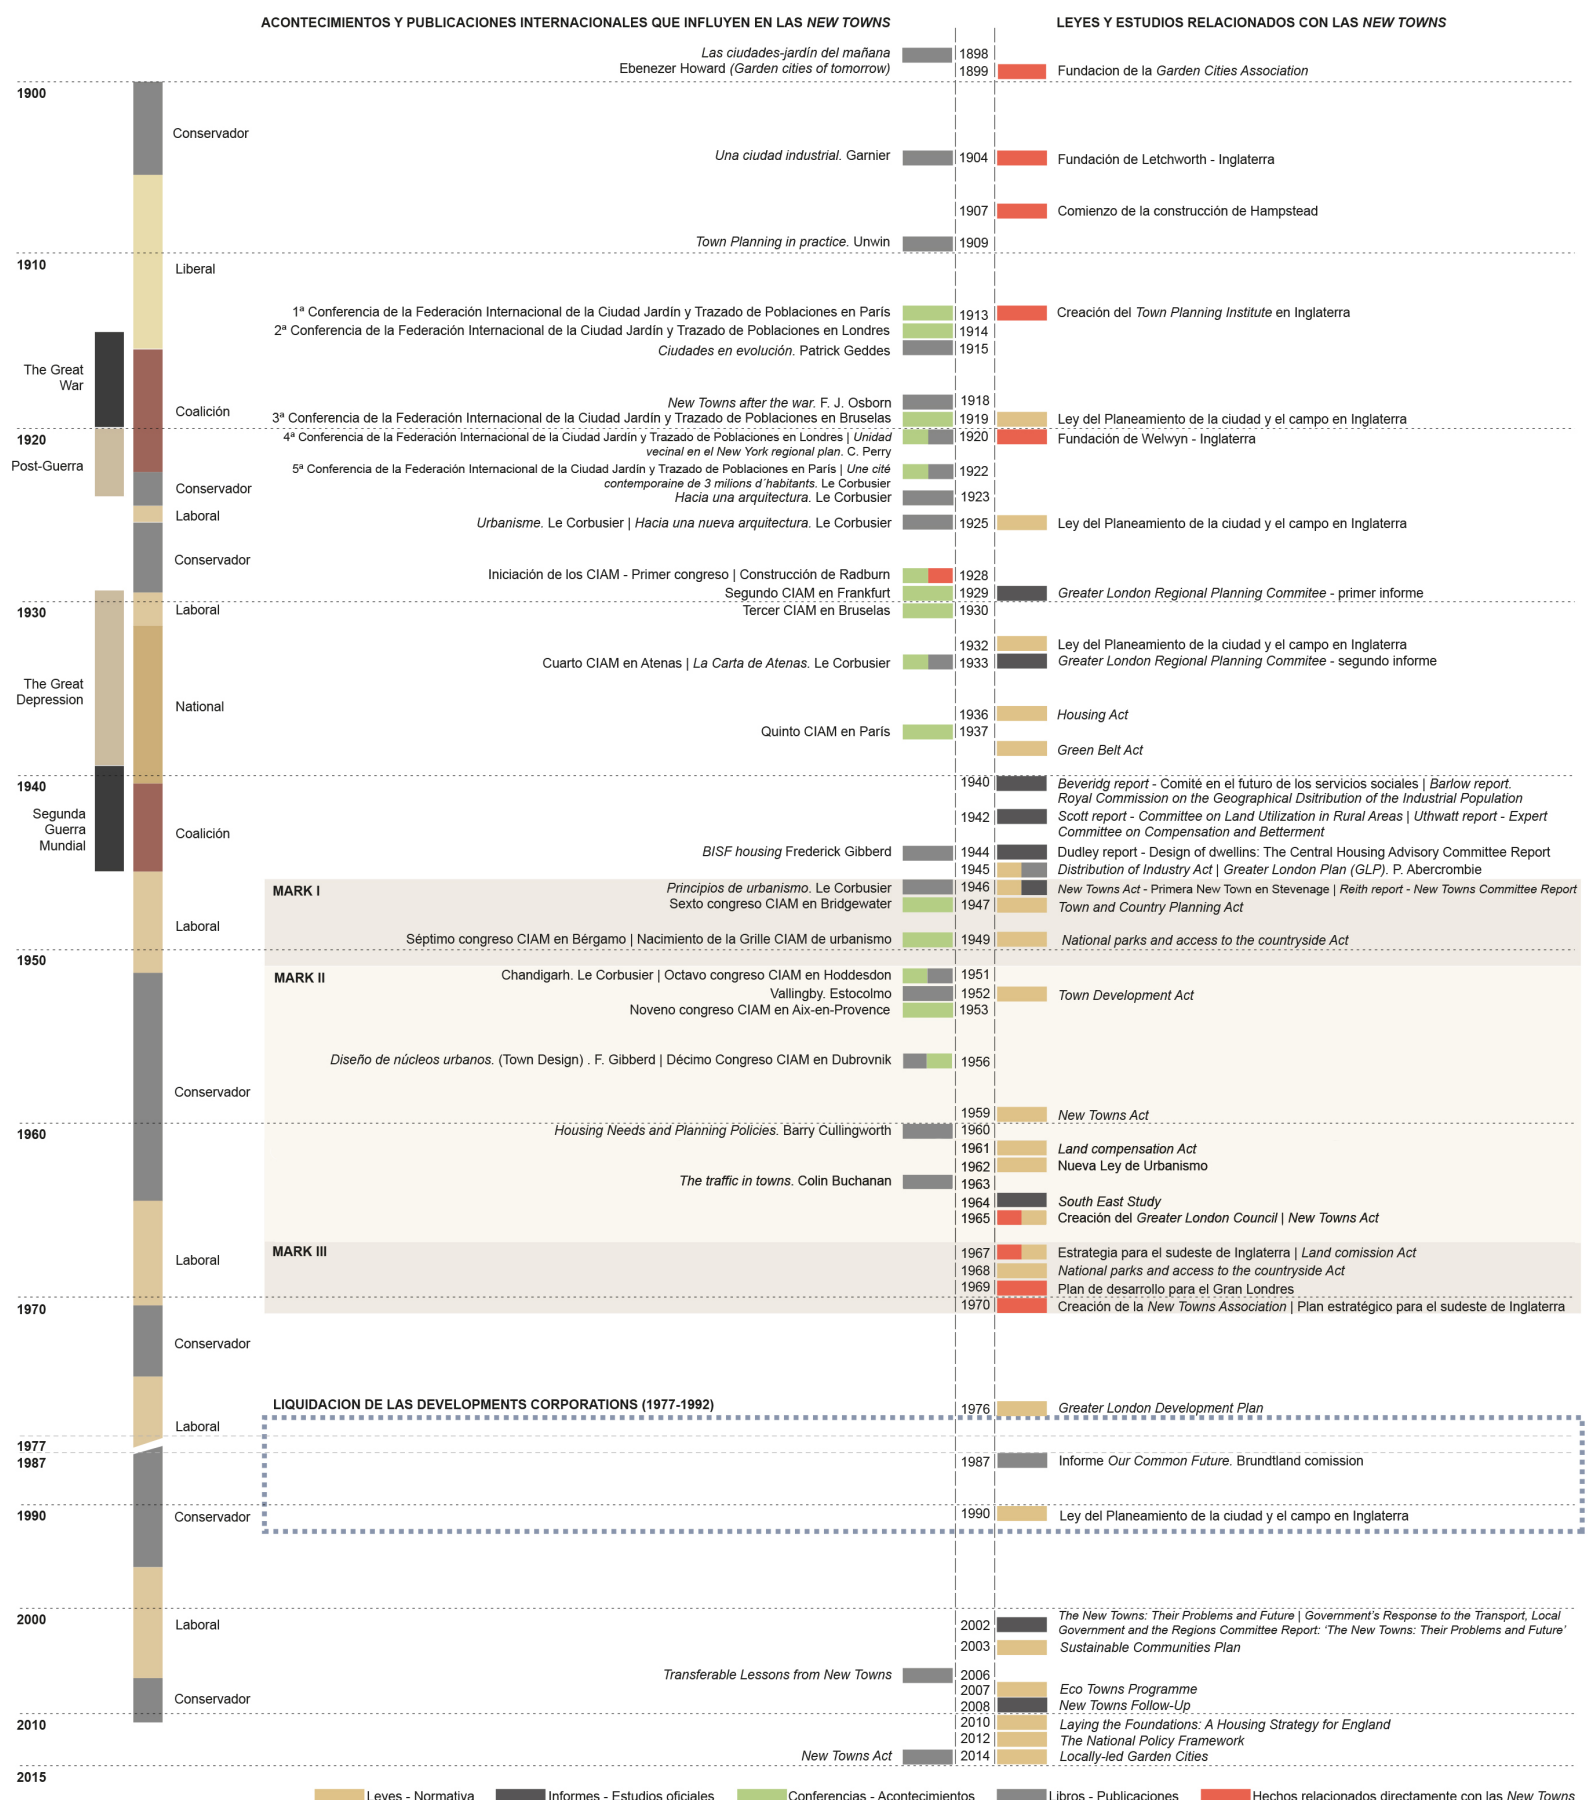 ACONTECIMIENTOS Y PUBLICACIONES INTERNACIONALES QUE INFLUYEN EN LAS NEW TOWNS
LEYES Y ESTUDIOS RELACIONADOS CON LAS NEW TOWNS
Las ciudades-jardín del mañana
Ebenezer Howard (Garden cities of tomorrow)
1898
1899
Fundacion de la Garden Cities Association
1900
Conservador
Una ciudad industrial. Garnier
1904
Fundación de Letchworth - Inglaterra
1907
Comienzo de la construcción de Hampstead
Town Planning in practice. Unwin
1909
1910
Liberal
1ª Conferencia de la Federación Internacional de la Ciudad Jardín y Trazado de Poblaciones en París
1913
Creación del Town Planning Institute en Inglaterra
2ª Conferencia de la Federación Internacional de la Ciudad Jardín y Trazado de Poblaciones en Londres
1914
Ciudades en evolución. Patrick Geddes
1915
The Great
War
New Towns after the war. F. J. Osborn
1918
Coalición
3ª Conferencia de la Federación Internacional de la Ciudad Jardín y Trazado de Poblaciones en Bruselas
1919
Ley del Planeamiento de la ciudad y el campo en Inglaterra
1920
4ª Conferencia de la Federación Internacional de la Ciudad Jardín y Trazado de Poblaciones en Londres | Unidad
vecinal en el New York regional plan. C. Perry
1920
Fundación de Welwyn - Inglaterra
Post-Guerra
5ª Conferencia de la Federación Internacional de la Ciudad Jardín y Trazado de Poblaciones en París | Une cité
contemporaine de 3 milions d´habitants. Le Corbusier
1922
Conservador
Hacia una arquitectura. Le Corbusier
1923
Laboral
Urbanisme. Le Corbusier | Hacia una nueva arquitectura. Le Corbusier
1925
Ley del Planeamiento de la ciudad y el campo en Inglaterra
Conservador
Iniciación de los CIAM - Primer congreso | Construcción de Radburn
1928
Segundo CIAM en Frankfurt
1929
Greater London Regional Planning Commitee - primer informe
1930
Laboral
Tercer CIAM en Bruselas
1930
1932
Ley del Planeamiento de la ciudad y el campo en Inglaterra
Cuarto CIAM en Atenas | La Carta de Atenas. Le Corbusier
1933
Greater London Regional Planning Commitee - segundo informe
The Great
Depression
National
1936
Housing Act
Quinto CIAM en París
1937
Green Belt Act
1940
1940
Beveridg report - Comité en el futuro de los servicios sociales | Barlow report.
Royal Commission on the Geographical Dsitribution of the Industrial Population
Segunda
Guerra
Mundial
Coalición
1942
Scott report - Committee on Land Utilization in Rural Areas | Uthwatt report - Expert
Committee on Compensation and Betterment
BISF housing Frederick Gibberd
1944
Dudley report - Design of dwellins: The Central Housing Advisory Committee Report
1945
Distribution of Industry Act | Greater London Plan (GLP). P. Abercrombie
MARK I
Principios de urbanismo. Le Corbusier
1946
New Towns Act - Primera New Town en Stevenage | Reith report - New Towns Committee Report
Sexto congreso CIAM en Bridgewater
1947
Town and Country Planning Act
Laboral
Séptimo congreso CIAM en Bérgamo | Nacimiento de la Grille CIAM de urbanismo
1949
National parks and access to the countryside Act
1950
MARK II
Chandigarh. Le Corbusier | Octavo congreso CIAM en Hoddesdon
1951
Vallingby. Estocolmo
1952
Town Development Act
Noveno congreso CIAM en Aix-en-Provence
1953
Diseño de núcleos urbanos. (Town Design) . F. Gibberd | Décimo Congreso CIAM en Dubrovnik
1956
Conservador
1959
New Towns Act
1960
Housing Needs and Planning Policies. Barry Cullingworth
1960
1961
Land compensation Act
1962
Nueva Ley de Urbanismo
The traffic in towns. Colin Buchanan
1963
1964
South East Study
1965
Creación del Greater London Council | New Towns Act
MARK III
Laboral
1967
Estrategia para el sudeste de Inglaterra | Land comission Act
1968
National parks and access to the countryside Act
1969
Plan de desarrollo para el Gran Londres
1970
1970
Creación de la New Towns Association | Plan estratégico para el sudeste de Inglaterra
Conservador
LIQUIDACION DE LAS DEVELOPMENTS CORPORATIONS (1977-1992)
1976
Greater London Development Plan
Laboral
1977
1987
1987
Informe Our Common Future. Brundtland comission
1990
Conservador
1990
Ley del Planeamiento de la ciudad y el campo en Inglaterra
2000
Laboral
2002
The New Towns: Their Problems and Future | Government's Response to the Transport, Local
Government and the Regions Committee Report: 'The New Towns: Their Problems and Future'
2003
Sustainable Communities Plan
Transferable Lessons from New Towns
2006
2007
Eco Towns Programme
Conservador
2008
New Towns Follow-Up
2010
2010
Laying the Foundations: A Housing Strategy for England
2012
The National Policy Framework
New Towns Act
2014
Locally-led Garden Cities
2015
Leyes - Normativa
Informes - Estudios oficiales
Conferencias - Acontecimientos
Libros - Publicaciones
Hechos relacionados directamente con las New Towns